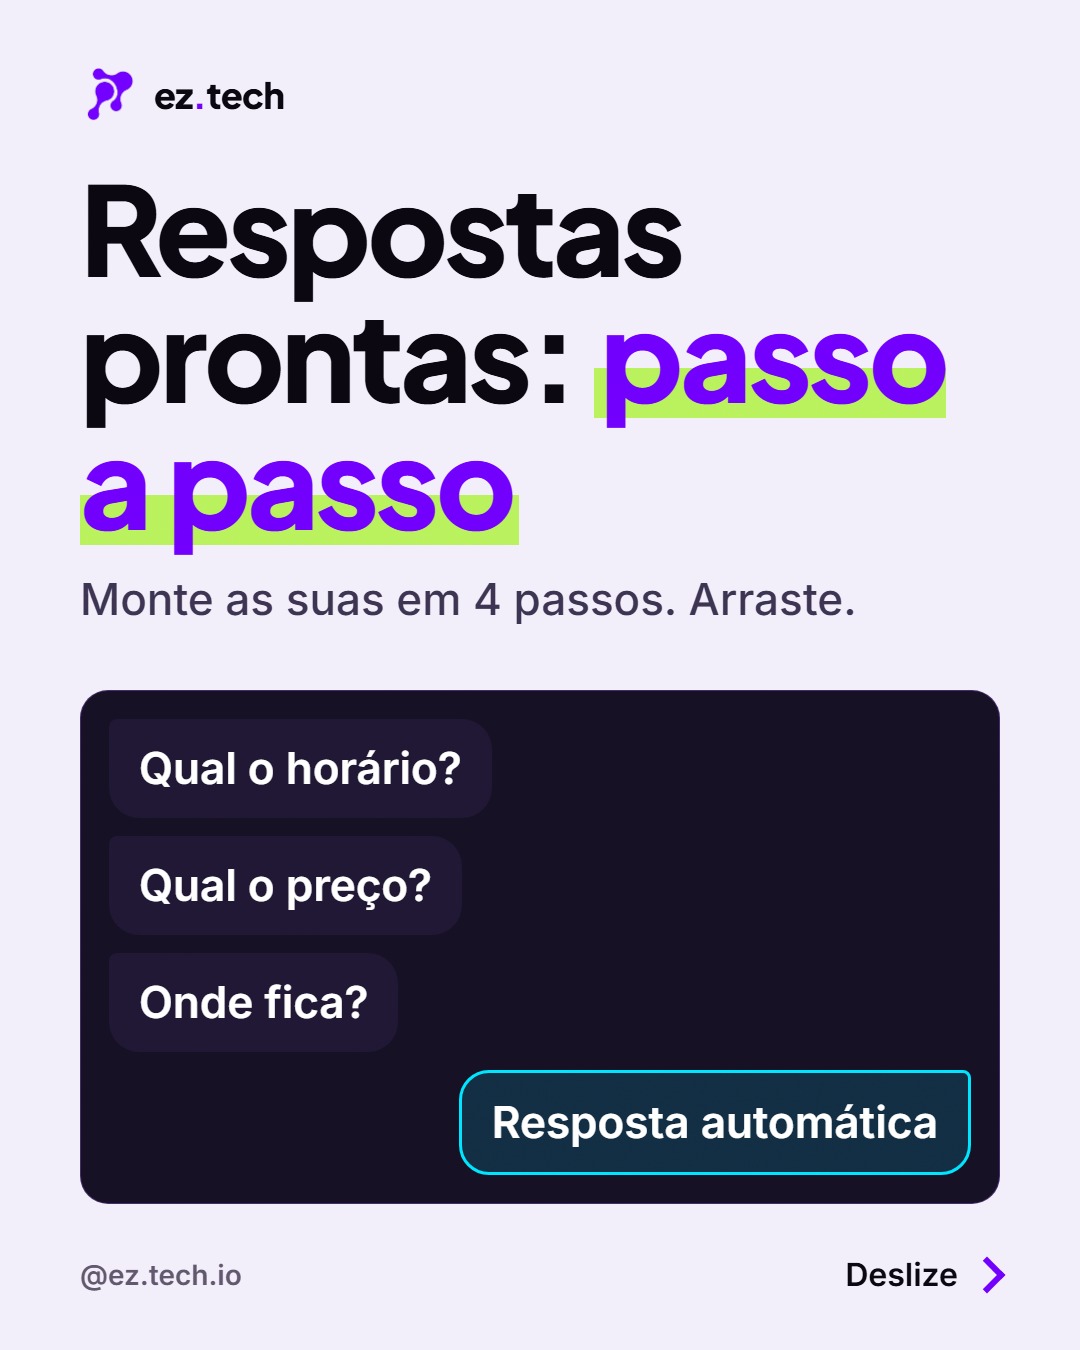 ez.tech
Respostas
prontas: passo
a passo
Monte as suas em 4 passos. Arraste.
Qual o horário?
Qual o preço?
Onde fica?
Resposta automática
@ez.tech.io
Deslize